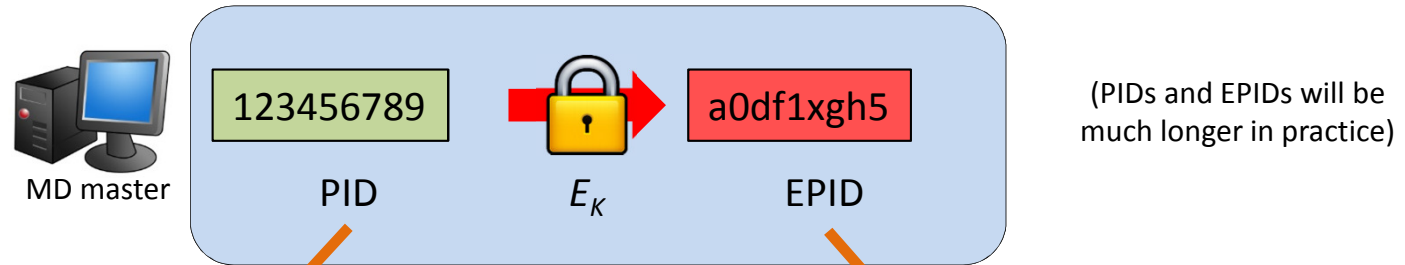 123456789
a0df1xgh5
(PIDs and EPIDs will be
much longer in practice)
MD master
PID
E_K
EPID